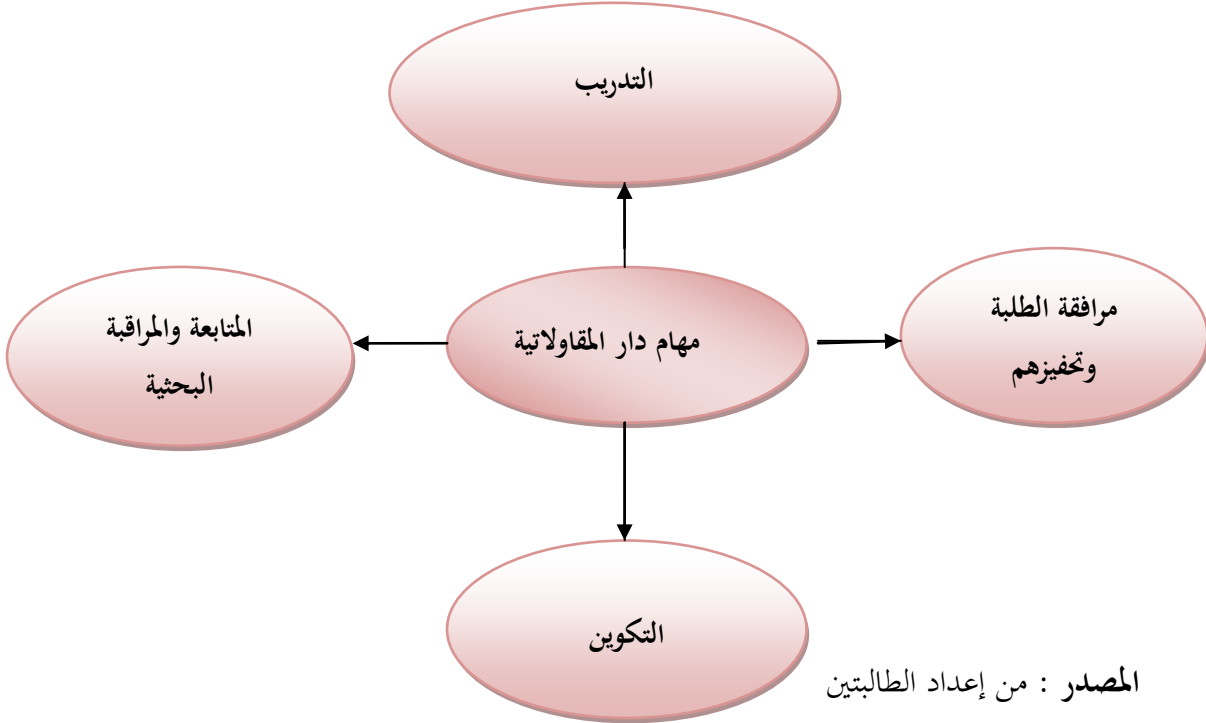 التدريب
مرافقة الطلبة
وتحفيزهم
مهام دار المقاولاتية
المتابعة والمراقبة
البحثية
التكوين
المصدر : من إعداد الطالبتين